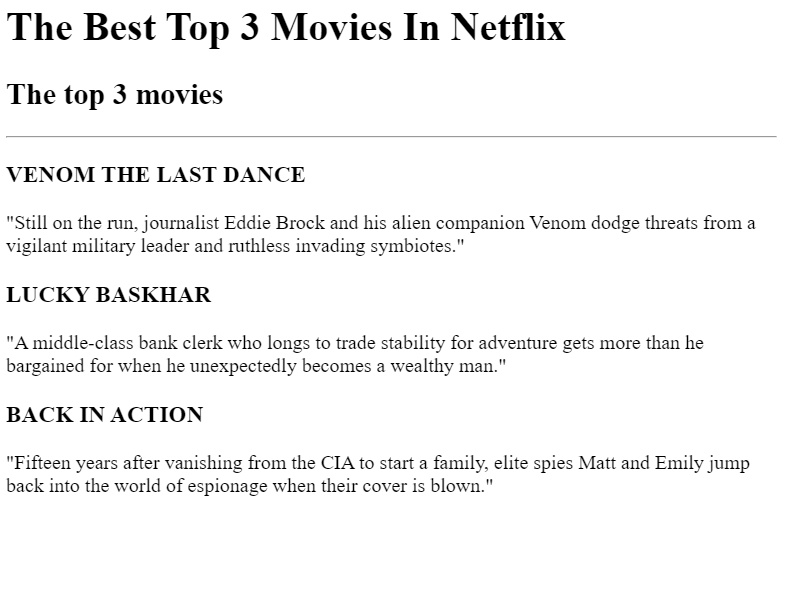 The Best Top 3 Movies In Netflix
The top 3 movies
VENOM THE LAST DANCE
"Still on the run, journalist Eddie Brock and his alien companion Venom dodge threats from a
vigilant military leader and ruthless invading symbiotes."
LUCKY BASKHAR
"A middle-class bank clerk who longs to trade stability for adventure gets more than he
bargained for when he unexpectedly becomes a wealthy man."
BACK IN ACTION
"Fifteen years after vanishing from the CIA to start a family, elite spies Matt and Emily jump
back into the world of espionage when their cover is blown."